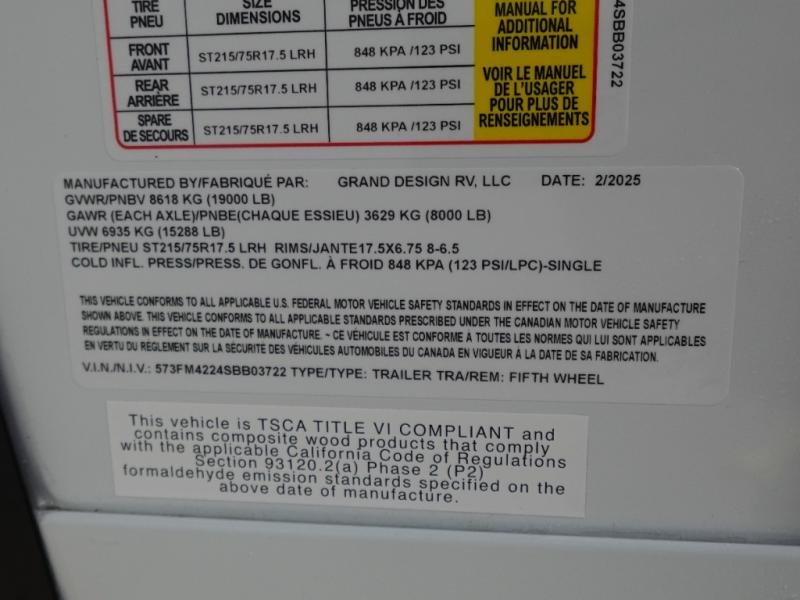 TIRE SIZE PRESSION DES MANUAL FOR
PNEU DIMENSIONS PNEUS À FROID ADDITIONAL
INFORMATION
FRONT
AVANT ST215/75R17.5 LRH 848 KPA /123 PSI
REAR
ARRIÈRE ST215/75R17.5 LRH 848 KPA /123 PSI
SPARE
DE SECOURS ST215/75R17.5 LRH 848 KPA /123 PSI
VOIR LE MANUEL
DE L'USAGER
POUR PLUS DE
RENSEIGNEMENTS
4SBB03722
MANUFACTURED BY/FABRIQUÉ PAR: GRAND DESIGN RV, LLC DATE: 2/2025
GVWR/PNBV 8618 KG (19000 LB)
GAWR (EACH AXLE)/PNBE(CHAQUE ESSIEU) 3629 KG (8000 LB)
UVW 6935 KG (15288 LB)
TIRE/PNEU ST215/75R17.5 LRH RIMS/JANTE17.5X6.75 8-6.5
COLD INFL. PRESS/PRESS. DE GONFL. À FROID 848 KPA (123 PSI/LPC)-SINGLE
THIS VEHICLE CONFORMS TO ALL APPLICABLE U.S. FEDERAL MOTOR VEHICLE SAFETY STANDARDS IN EFFECT ON THE DATE OF MANUFACTURE
SHOWN ABOVE. THIS VEHICLE CONFORMS TO ALL APPLICABLE STANDARDS PRESCRIBED UNDER THE CANADIAN MOTOR VEHICLE SAFETY
REGULATIONS IN EFFECT ON THE DATE OF MANUFACTURE. ~ CE VÉHICULE EST CONFORME À TOUTES LES NORMES QUI LUI SONT APPLICABLES
EN VERTU DU RÈGLEMENT SUR LA SÉCURITÉ DES VÉHICULES AUTOMOBILES DU CANADA EN VIGUEUR À LA DATE DE SA FABRICATION.
V.I.N./N.I.V.: 573FM4224SBB03722 TYPE/TYPE: TRAILER TRA/REM: FIFTH WHEEL
This vehicle is TSCA TITLE VI COMPLIANT and
contains composite wood products that comply
with the applicable California Code of Regulations
Section 93120.2(a) Phase 2 (P2)
formaldehyde emission standards specified on the
above date of manufacture.